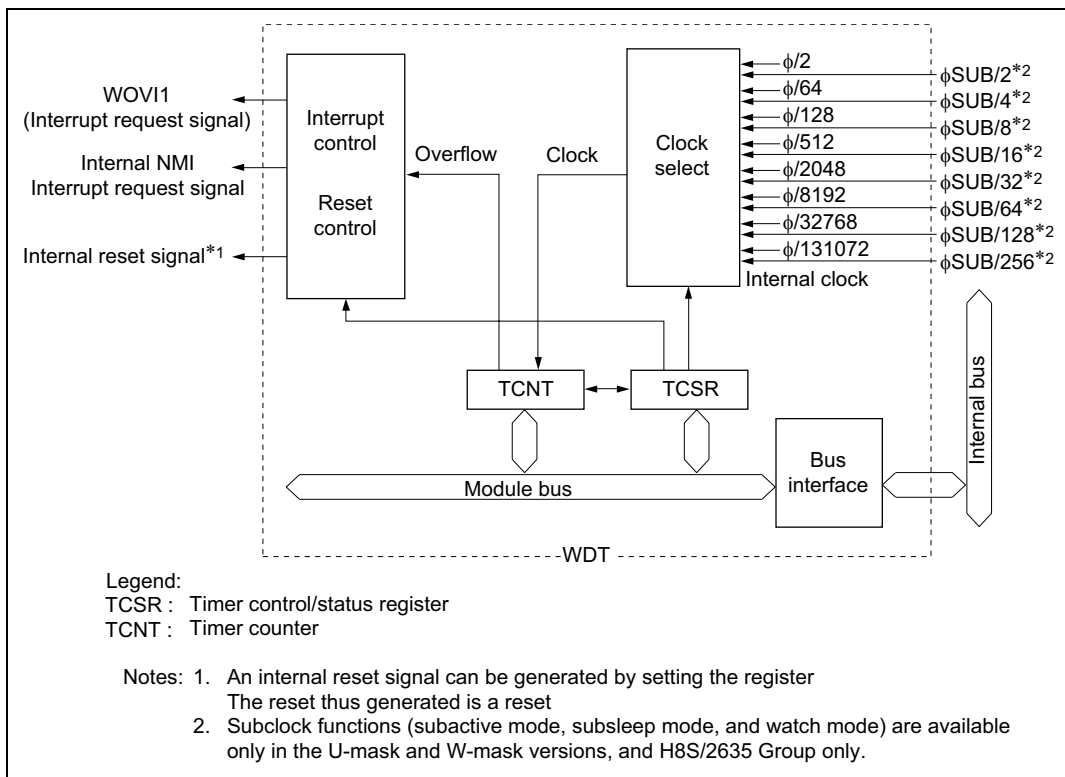 WOVI1
(Interrupt request signal)
Internal NMI
Interrupt request signal
Internal reset signal*1
Interrupt
control
Reset
control
Overflow
Clock
Clock
select
ϕ/2
ϕ/64
ϕ/128
ϕ/512
ϕ/2048
ϕ/8192
ϕ/32768
ϕ/131072
Internal clock
ϕSUB/2*2
ϕSUB/4*2
ϕSUB/8*2
ϕSUB/16*2
ϕSUB/32*2
ϕSUB/64*2
ϕSUB/128*2
ϕSUB/256*2
TCNT
TCSR
Module bus
Bus
interface
Internal bus
WDT
Legend:
TCSR : Timer control/status register
TCNT : Timer counter
Notes: 1. An internal reset signal can be generated by setting the register
The reset thus generated is a reset
2. Subclock functions (subactive mode, subsleep mode, and watch mode) are available
only in the U-mask and W-mask versions, and H8S/2635 Group only.